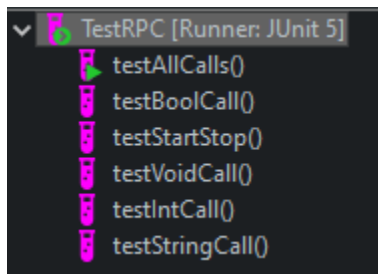 TestRPC [Runner: JUnit 5]
testAllCalls()
testBoolCall()
testStartStop()
testVoidCall()
testIntCall()
testStringCall()